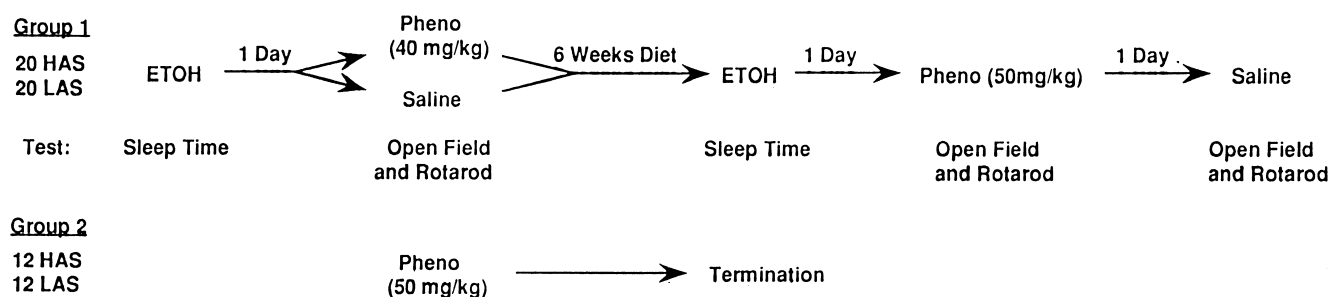 Group 1
20 HAS
20 LAS
ETOH
1 Day
Pheno
(40 mg/kg)
Saline
6 Weeks Diet
ETOH
1 Day
Pheno (50mg/kg)
1 Day
Saline
Test:
Sleep Time
Open Field
and Rotarod
Sleep Time
Open Field
and Rotarod
Open Field
and Rotarod
Group 2
12 HAS
12 LAS
Pheno
(50 mg/kg)
Termination